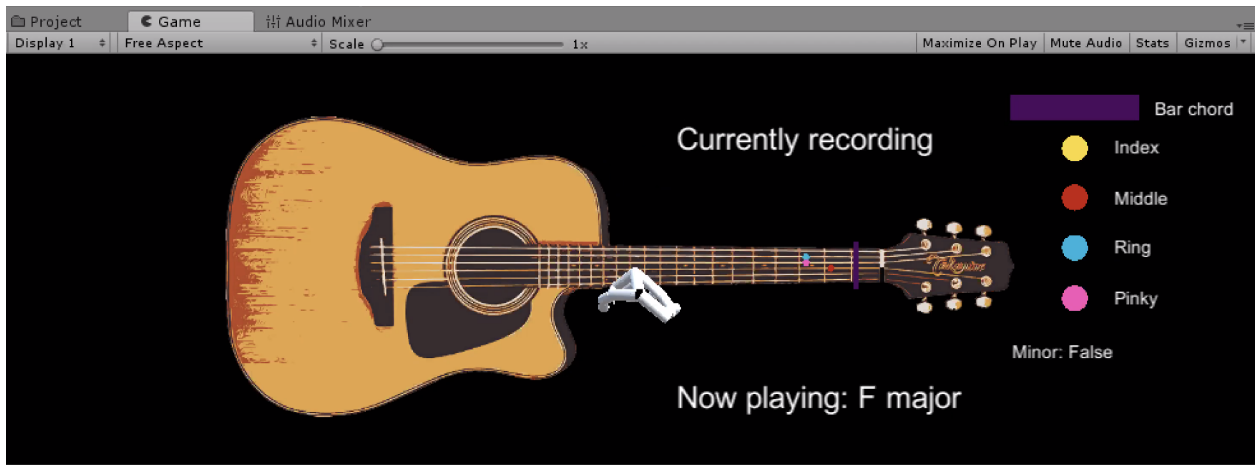 Project Game Audio Mixer
Display 1 Free Aspect Scale 1x Maximize On Play Mute Audio Stats Gizmos
Bar chord
Currently recording
Index
Middle
Ring
Pinky
Minor: False
Now playing: F major